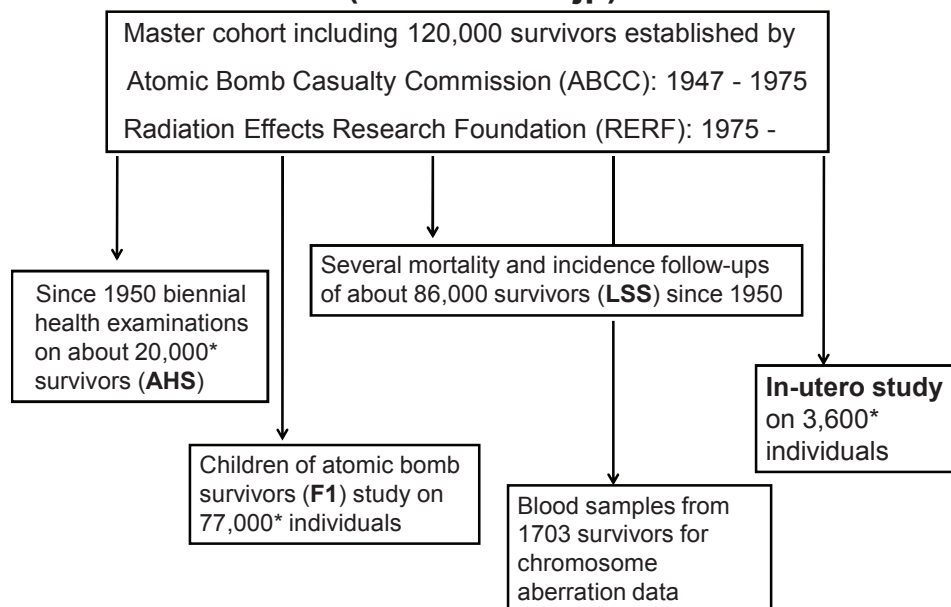 Master cohort including 120,000 survivors established by
Atomic Bomb Casualty Commission (ABCC): 1947 - 1975
Radiation Effects Research Foundation (RERF): 1975 -
Since 1950 biennial
health examinations
on about 20,000*
survivors (AHS)
Several mortality and incidence follow-ups
of about 86,000 survivors (LSS) since 1950
In-utero study
on 3,600*
individuals
Children of atomic bomb
survivors (F1) study on
77,000* individuals
Blood samples from
1703 survivors for
chromosome
aberration data